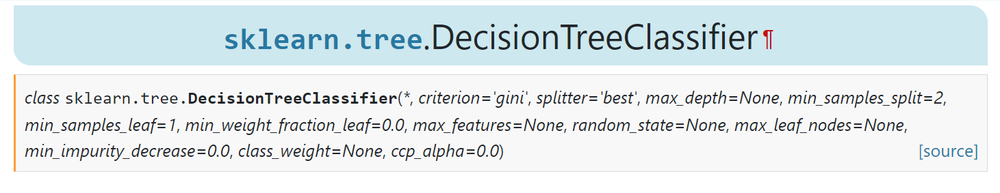 sklearn.tree.DecisionTreeClassifier¶
class sklearn.tree.DecisionTreeClassifier(*, criterion='gini', splitter='best', max_depth=None, min_samples_split=2,
min_samples_leaf=1, min_weight_fraction_leaf=0.0, max_features=None, random_state=None, max_leaf_nodes=None,
min_impurity_decrease=0.0, class_weight=None, ccp_alpha=0.0) [source]